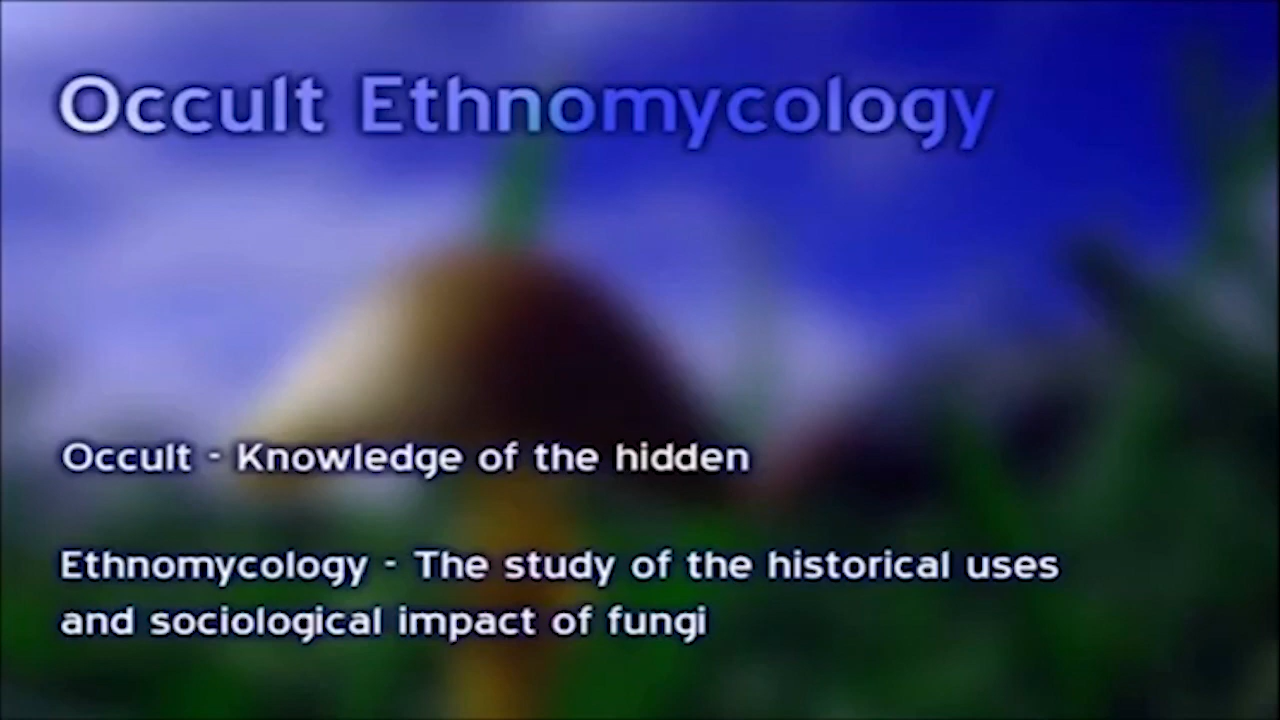 Occult Ethnomycology
Occult - Knowledge of the hidden
Ethnomycology - The study of the historical uses
and sociological impact of fungi